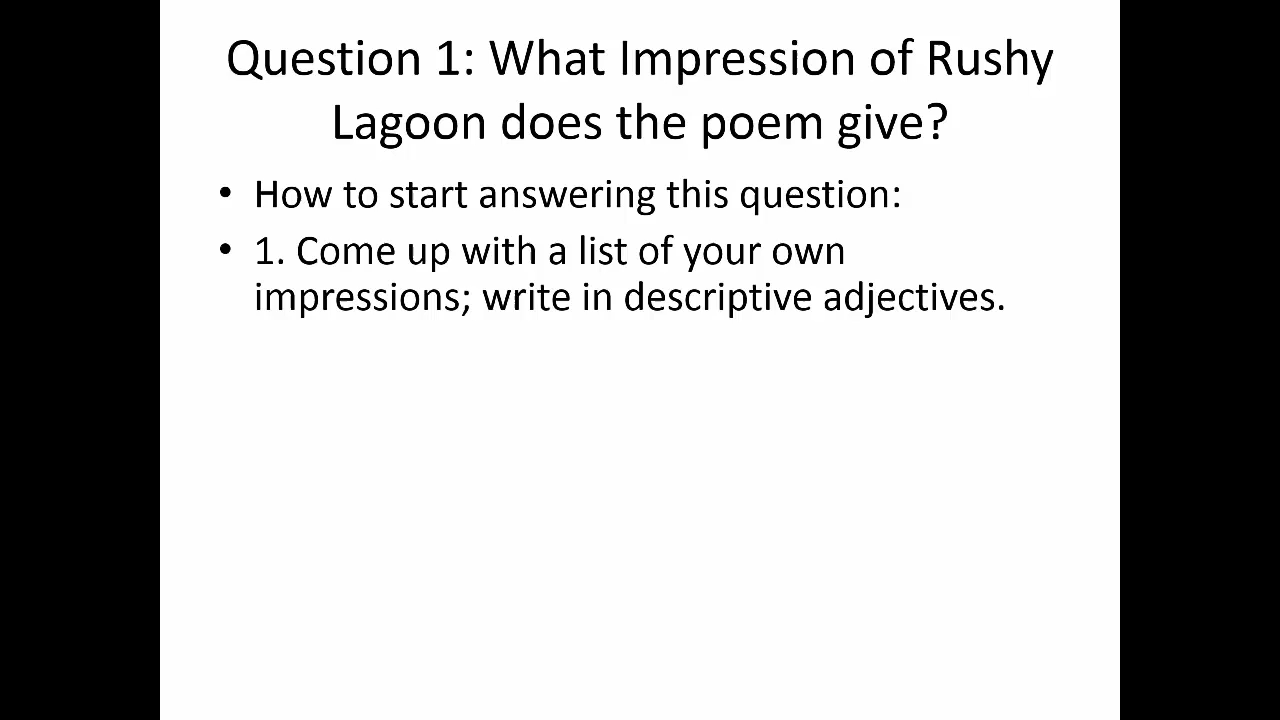 Question 1: What Impression of Rushy
Lagoon does the poem give?
• How to start answering this question:
• 1. Come up with a list of your own
impressions; write in descriptive adjectives.